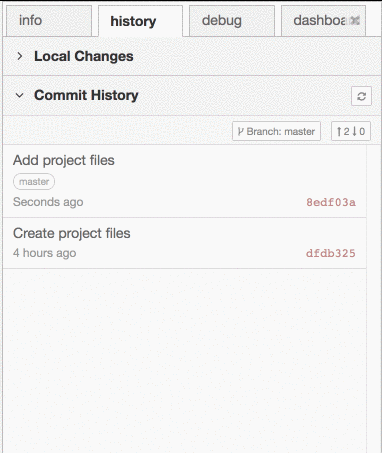 info history debug dashboa
Local Changes
Commit History
Branch: master 2 0
Add project files
master
Seconds ago 8edf03a
Create project files
4 hours ago dfdb325